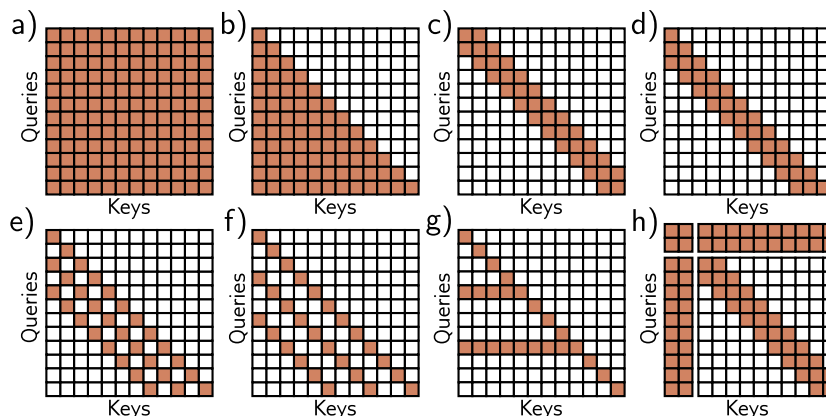 a)
Queries
Keys
b)
Queries
Keys
c)
Queries
Keys
d)
Queries
Keys
e)
Queries
Keys
f)
Queries
Keys
g)
Queries
Keys
h)
Queries
Keys